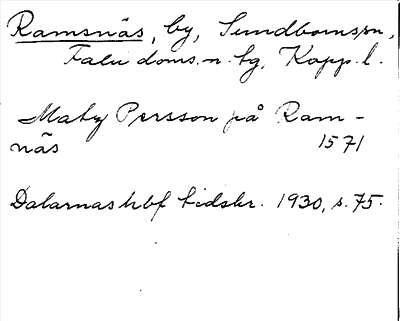 Ramsnäs, by, Sundbornssn,
Falu doms.n. tg, Kopp. l.
Maty Persson på Ram-
näs 1571
Dalarnas hbf tidskr. 1930, s. 75.